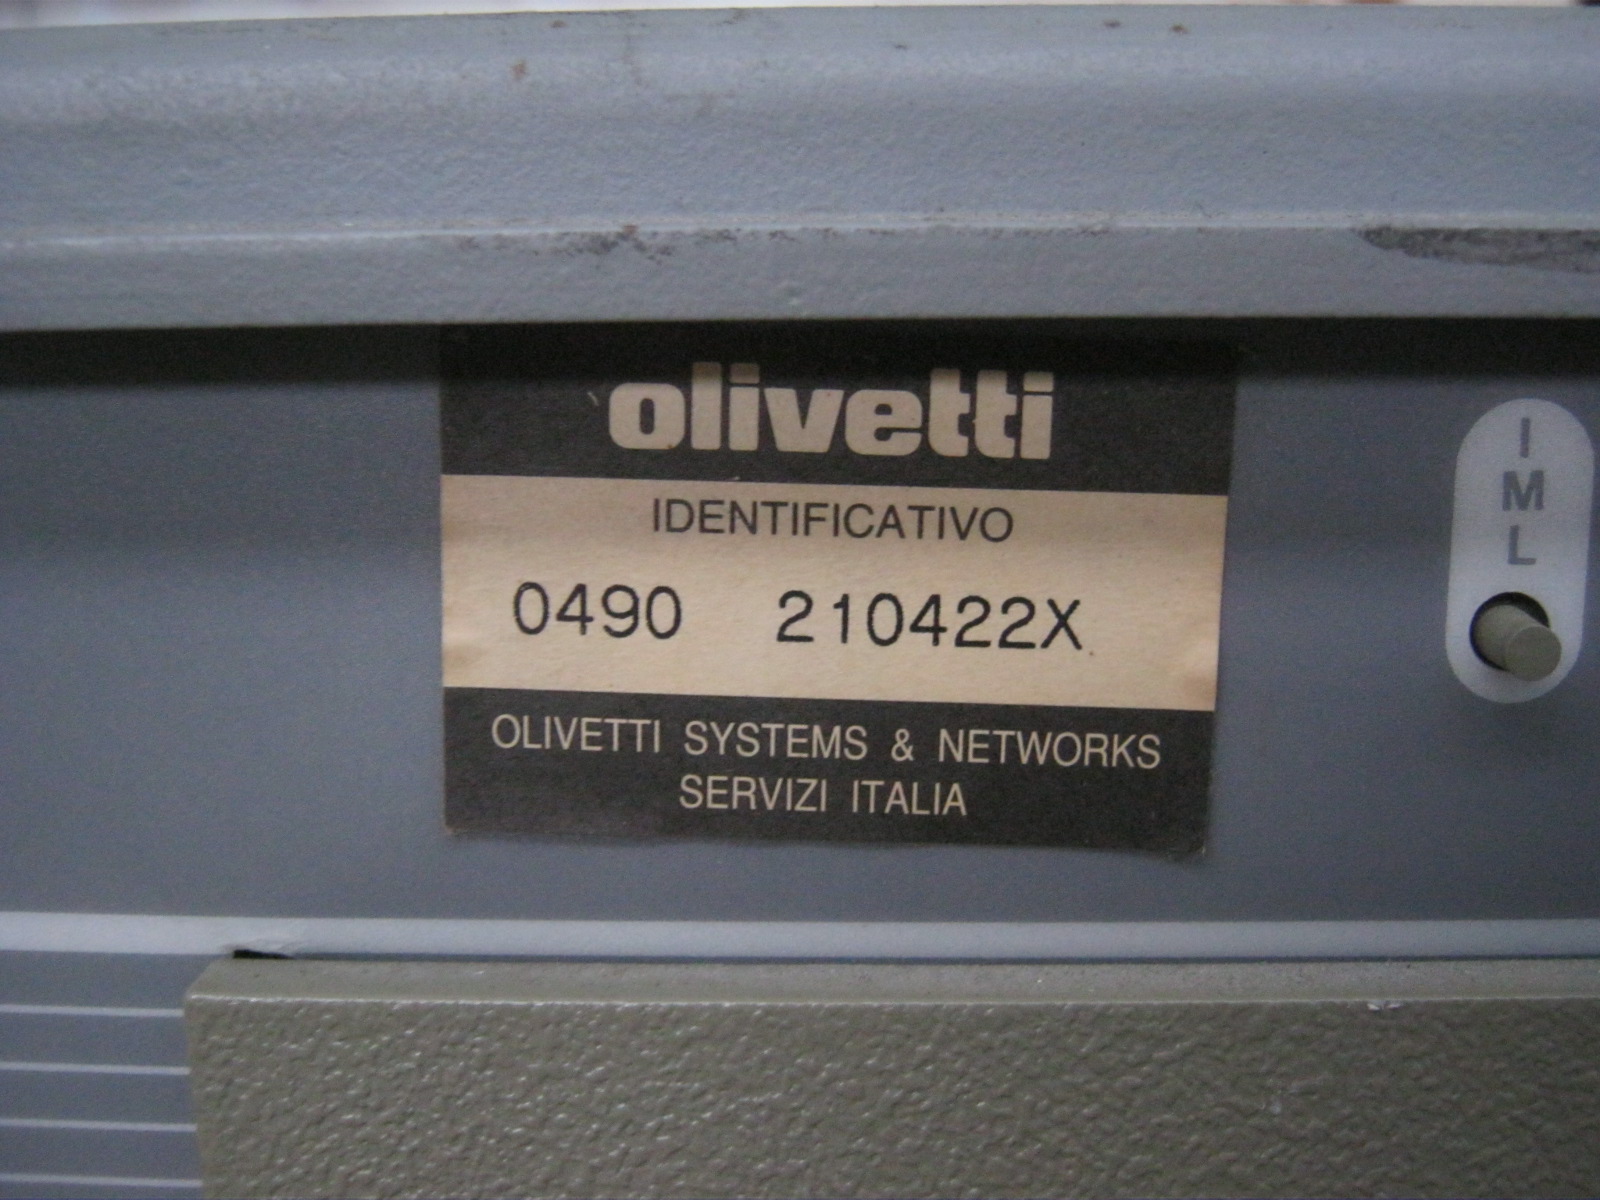 olivetti
IDENTIFICATIVO
0490 210422X
OLIVETTI SYSTEMS & NETWORKS
SERVIZI ITALIA
I
M
L